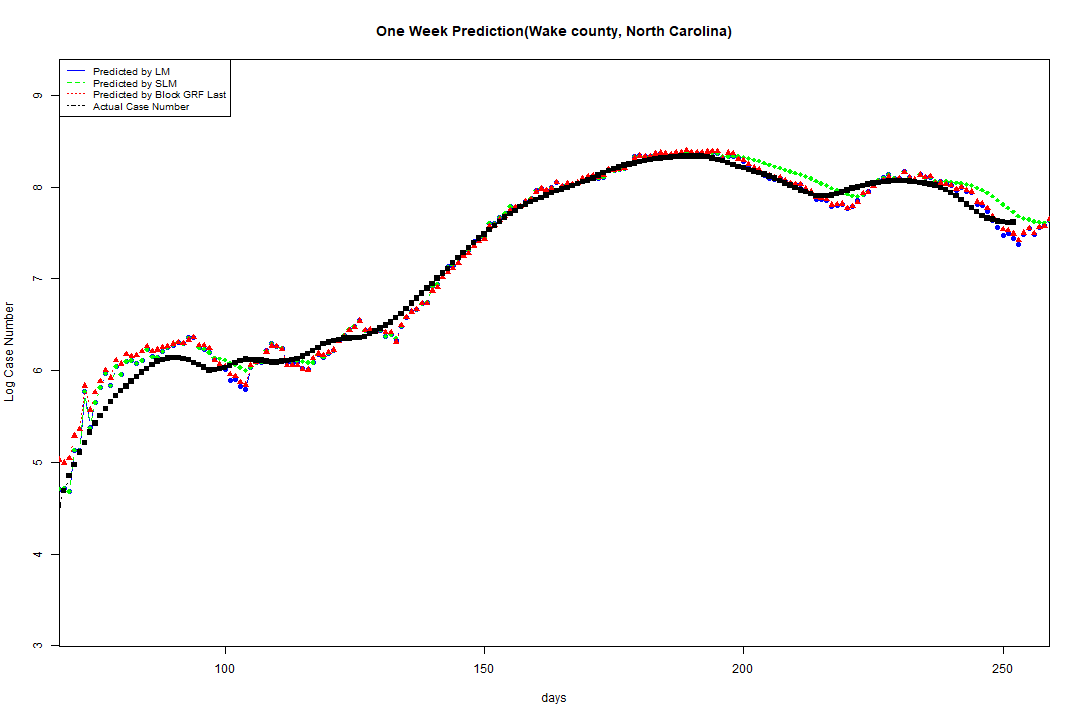 One Week Prediction(Wake county, North Carolina)
Predicted by LM
Predicted by SLM
Predicted by Block GRF Last
Actual Case Number
9
8
7
6
5
4
3
Log Case Number
100
150
200
250
days